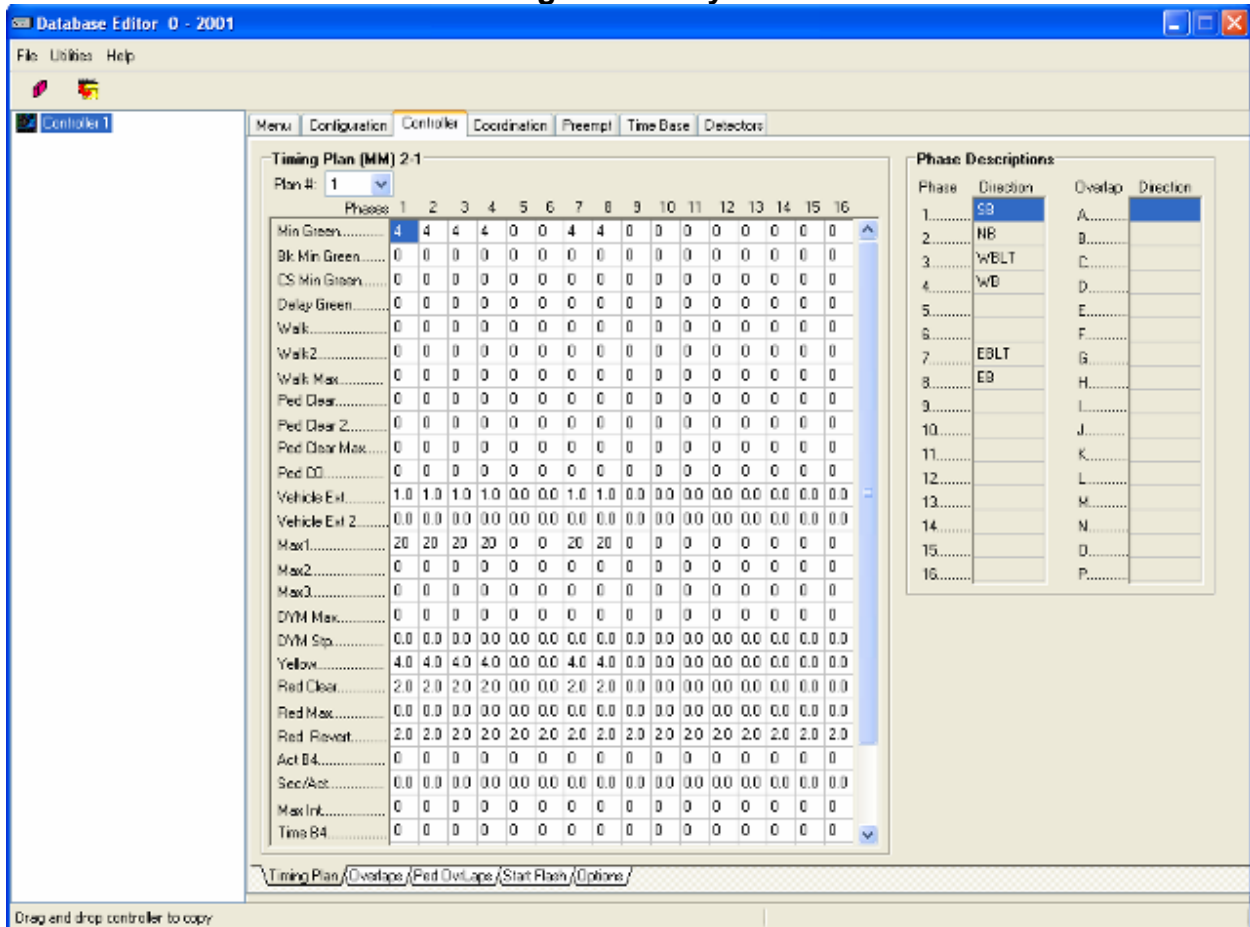 Database Editor 0 - 2001
File Utilities Help
Controller 1
Menu Configuration Controller Coordination Preempt Time Base Detectors
Timing Plan (MM) 2-1
Plan #: 1
Phases 1 2 3 4 5 6 7 8 9 10 11 12 13 14 15 16
Min Green........... 4 4 4 4 0 0 4 4 0 0 0 0 0 0 0 0
Bk Min Green....... 0 0 0 0 0 0 0 0 0 0 0 0 0 0 0 0
CS Min Green....... 0 0 0 0 0 0 0 0 0 0 0 0 0 0 0 0
Delay Green......... 0 0 0 0 0 0 0 0 0 0 0 0 0 0 0 0
Walk.................. 0 0 0 0 0 0 0 0 0 0 0 0 0 0 0 0
Walk2................. 0 0 0 0 0 0 0 0 0 0 0 0 0 0 0 0
Walk Max............ 0 0 0 0 0 0 0 0 0 0 0 0 0 0 0 0
Ped Clear............ 0 0 0 0 0 0 0 0 0 0 0 0 0 0 0 0
Ped Clear 2.......... 0 0 0 0 0 0 0 0 0 0 0 0 0 0 0 0
Ped Clear Max..... 0 0 0 0 0 0 0 0 0 0 0 0 0 0 0 0
Ped CO............... 0 0 0 0 0 0 0 0 0 0 0 0 0 0 0 0
Vehicle Ext.......... 1.0 1.0 1.0 1.0 0.0 0.0 1.0 1.0 0.0 0.0 0.0 0.0 0.0 0.0 0.0 0.0
Vehicle Ext 2........ 0.0 0.0 0.0 0.0 0.0 0.0 0.0 0.0 0.0 0.0 0.0 0.0 0.0 0.0 0.0 0.0
Max1.................. 20 20 20 20 0 0 20 20 0 0 0 0 0 0 0 0
Max2.................. 0 0 0 0 0 0 0 0 0 0 0 0 0 0 0 0
Max3.................. 0 0 0 0 0 0 0 0 0 0 0 0 0 0 0 0
DYM Max............. 0 0 0 0 0 0 0 0 0 0 0 0 0 0 0 0
DYM Stp.............. 0.0 0.0 0.0 0.0 0.0 0.0 0.0 0.0 0.0 0.0 0.0 0.0 0.0 0.0 0.0 0.0
Yellow................. 4.0 4.0 4.0 4.0 0.0 0.0 4.0 4.0 0.0 0.0 0.0 0.0 0.0 0.0 0.0 0.0
Red Clear............ 2.0 2.0 2.0 2.0 0.0 0.0 2.0 2.0 0.0 0.0 0.0 0.0 0.0 0.0 0.0 0.0
Red Max.............. 0.0 0.0 0.0 0.0 0.0 0.0 0.0 0.0 0.0 0.0 0.0 0.0 0.0 0.0 0.0 0.0
Red Revert.......... 2.0 2.0 2.0 2.0 2.0 2.0 2.0 2.0 2.0 2.0 2.0 2.0 2.0 2.0 2.0 2.0
Act B4................. 0 0 0 0 0 0 0 0 0 0 0 0 0 0 0 0
Sec/Act............... 0.0 0.0 0.0 0.0 0.0 0.0 0.0 0.0 0.0 0.0 0.0 0.0 0.0 0.0 0.0 0.0
Max Int................ 0 0 0 0 0 0 0 0 0 0 0 0 0 0 0 0
Time B4............... 0 0 0 0 0 0 0 0 0 0 0 0 0 0 0 0
Timing Plan Overlaps Ped OvrLaps Start Flash Options
Phase Descriptions
Phase Direction Overlap Direction
1......... SB A.........
2......... NB B.........
3......... WBLT C.........
4......... WB D.........
5......... E.........
6......... F.........
7......... EBLT G.........
8......... EB H.........
9......... I.........
10........ J.........
11........ K.........
12........ L.........
13........ M.........
14........ N.........
15........ O.........
16........ P.........
Drag and drop controller to copy